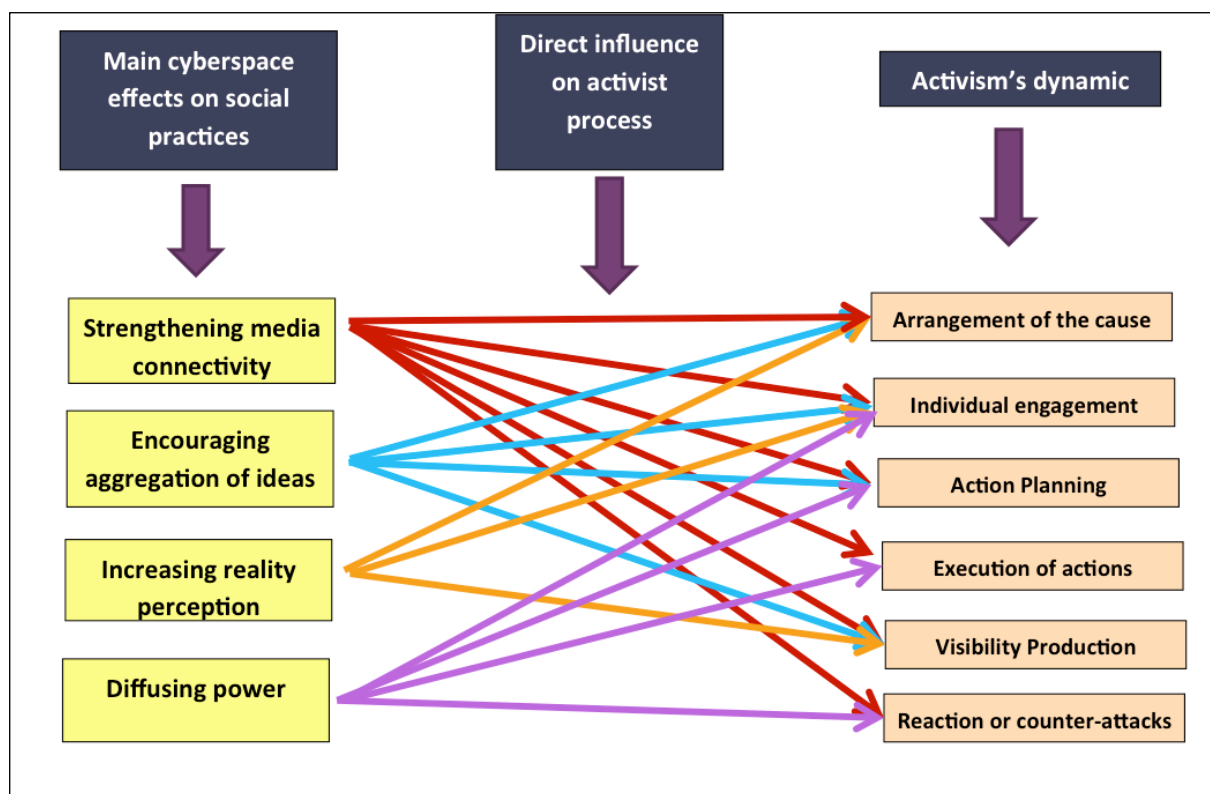 Main cyberspace
effects on social
practices
Direct influence
on activist
process
Activism’s dynamic
Strengthening media
connectivity
Encouraging
aggregation of ideas
Increasing reality
perception
Diffusing power
Arrangement of the cause
Individual engagement
Action Planning
Execution of actions
Visibility Production
Reaction or counter-attacks